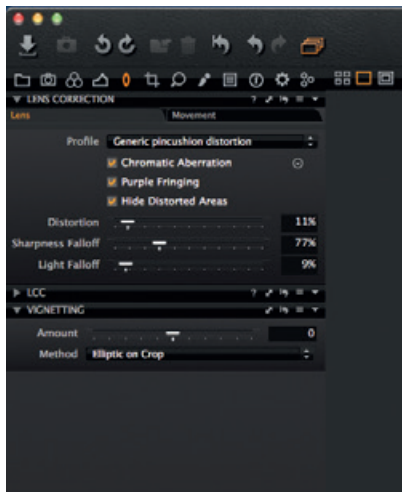 LENS CORRECTION
Lens Movement
Profile Generic pincushion distortion
Chromatic Aberration
Purple Fringing
Hide Distorted Areas
Distortion 11%
Sharpness Falloff 77%
Light Falloff 9%
LCC
VIGNETTING
Amount 0
Method Elliptic on Crop